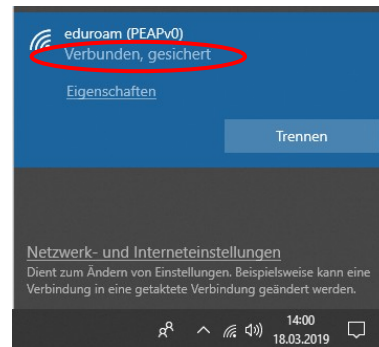 eduroam (PEAPv0)
Verbunden, gesichert
Eigenschaften
Trennen
Netzwerk- und Interneteinstellungen
Dient zum Ändern von Einstellungen. Beispielsweise kann eine
Verbindung in eine getaktete Verbindung geändert werden.
14:00
18.03.2019